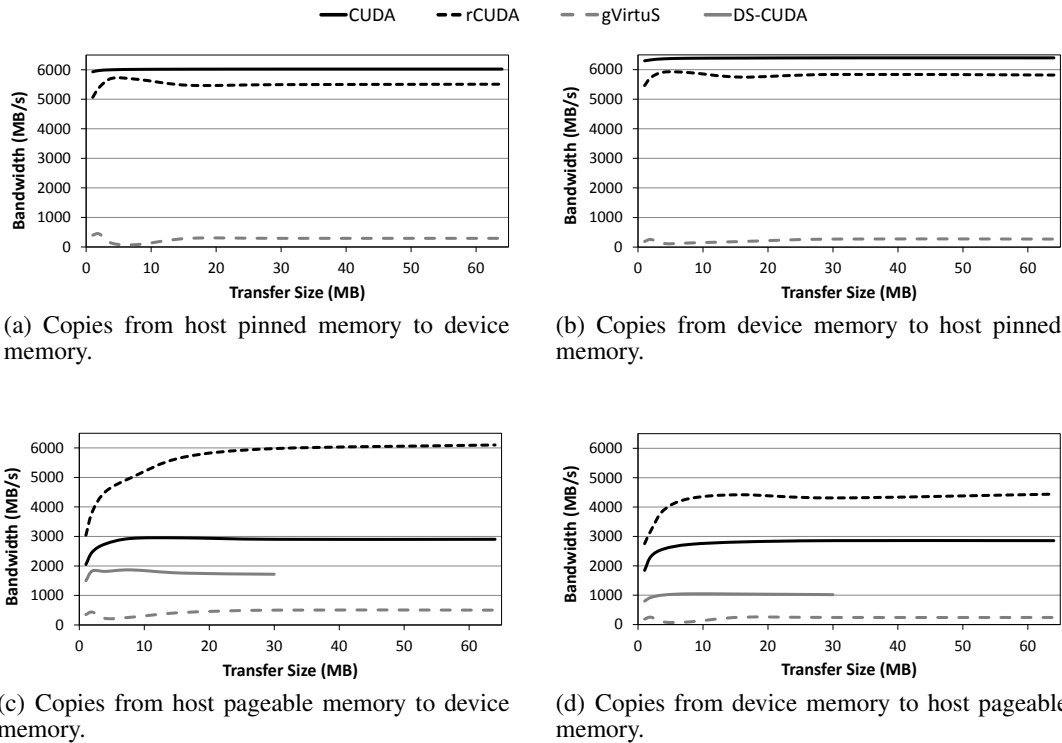 CUDA rCUDA gVirtuS DS-CUDA
Bandwidth (MB/s)
6000
5000
4000
3000
2000
1000
0
0 10 20 30 40 50 60
Transfer Size (MB)
(a) Copies from host pinned memory to device
memory.
Bandwidth (MB/s)
6000
5000
4000
3000
2000
1000
0
0 10 20 30 40 50 60
Transfer Size (MB)
(b) Copies from device memory to host pinned
memory.
Bandwidth (MB/s)
6000
5000
4000
3000
2000
1000
0
0 10 20 30 40 50 60
Transfer Size (MB)
(c) Copies from host pageable memory to device
memory.
Bandwidth (MB/s)
6000
5000
4000
3000
2000
1000
0
0 10 20 30 40 50 60
Transfer Size (MB)
(d) Copies from device memory to host pageable
memory.